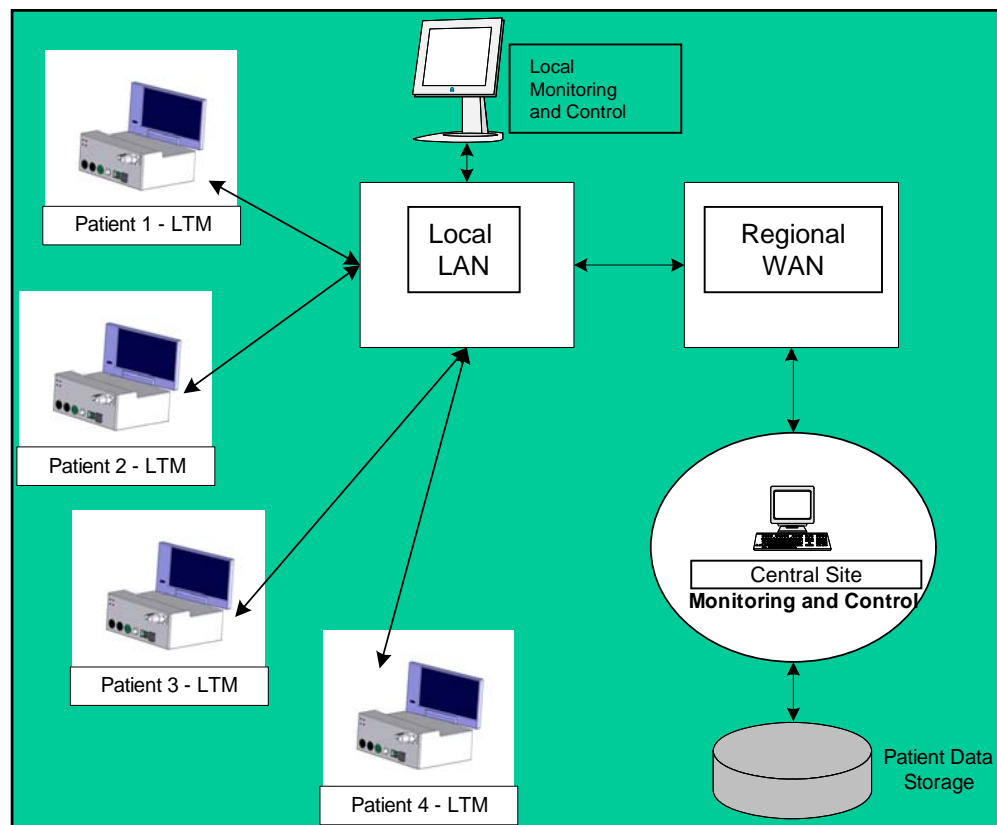 Local
Monitoring
and Control
Patient 1 - LTM
Local
LAN
Regional
WAN
Patient 2 - LTM
Central Site
Monitoring and Control
Patient 3 - LTM
Patient 4 - LTM
Patient Data
Storage